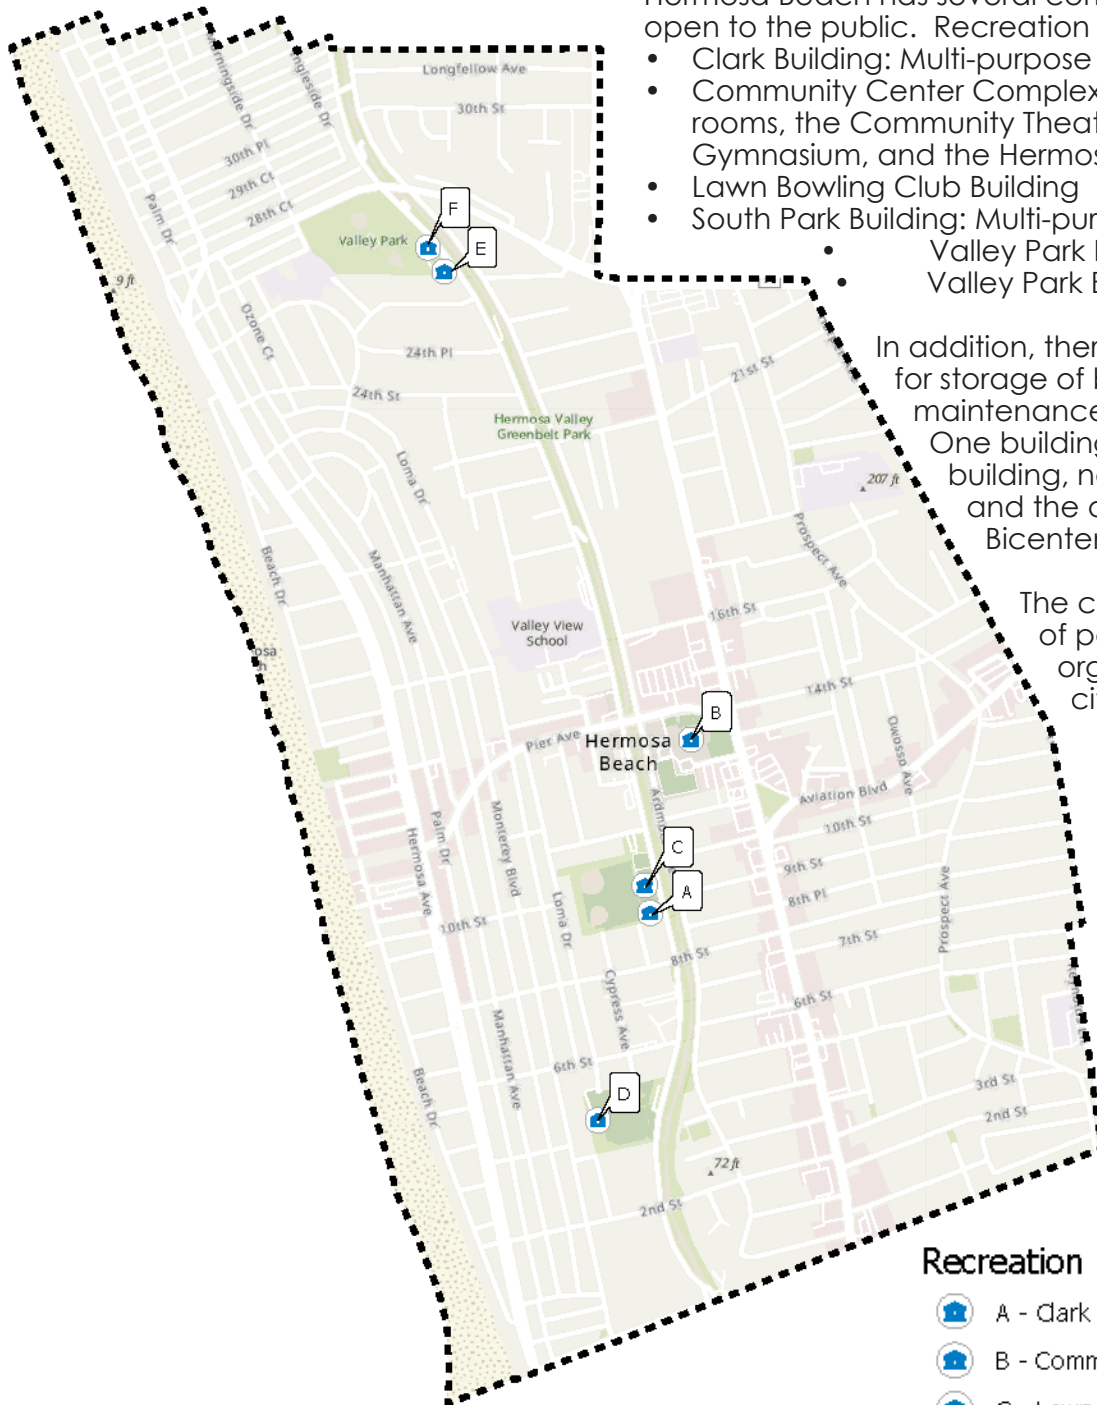 open to the public. Recreation
• Clark Building: Multi-purpose
• Community Center Complex
rooms, the Community Theat
Gymnasium, and the Hermos
• Lawn Bowling Club Building
• South Park Building: Multi-pur
• Valley Park
• Valley Park
In addition, ther
for storage of
maintenance
One building
building, n
and the
Bicenten
The c
of p
org
ci
Longfellow Ave
30th St
Morningside Dr
Ingleside Dr
30th Pl
29th Ct
28th Ct
Palm Dr
F
E
Valley Park
9 ft
Ozone Ct
24th Pl
24th St
21st St
Hermosa Valley
Greenbelt Park
Loma Dr
207 ft
Prospect Ave
Beach Dr
Manhattan Ave
Valley View
School
16th St
osa
h
14th St
B
Pier Ave
Hermosa
Beach
Owosso Ave
Aviation Blvd
Ardm
10th St
Palm Dr
Monterey Blvd
Hermosa Ave
C
A
9th St
8th Pl
Loma Dr
10th St
Prospect Ave
7th St
8th St
Cypress Ave
6th St
Manhattan Ave
6th St
Beach Dr
D
3rd St
2nd St
72 ft
2nd St
Recreation
A - Clark
B - Comm